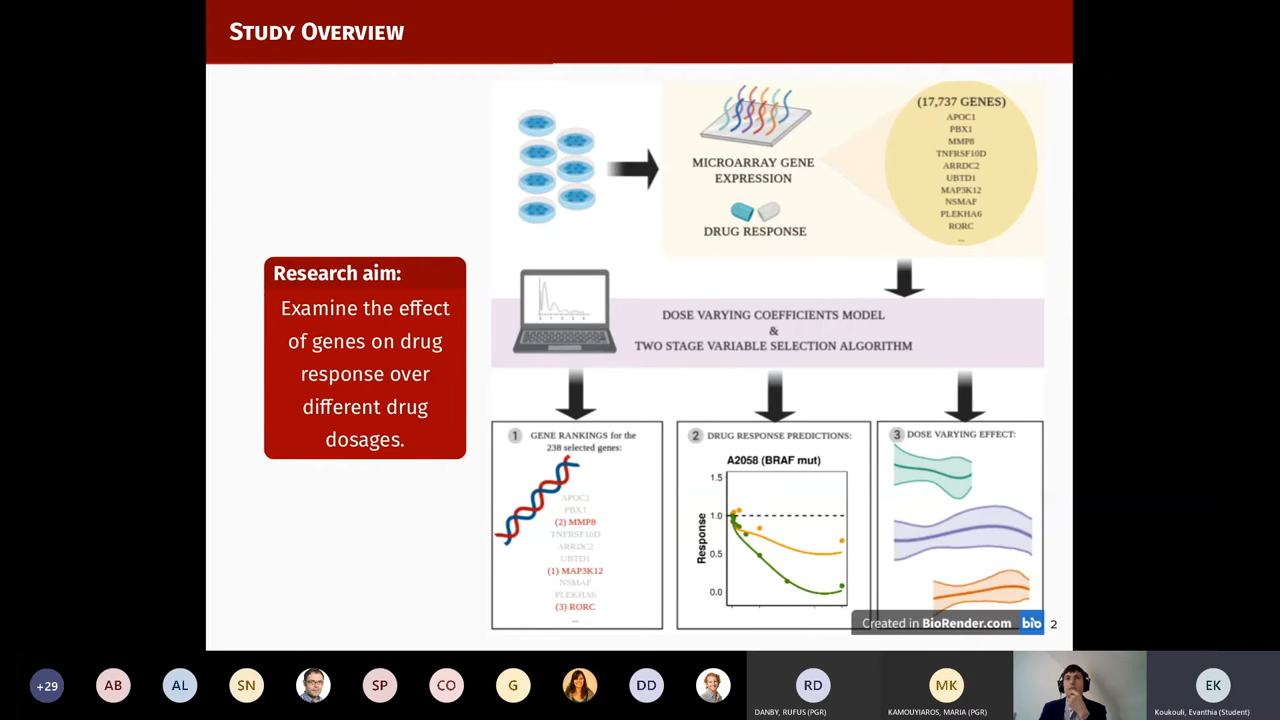 STUDY OVERVIEW
Research aim:
Examine the effect
of genes on drug
response over
different drug
dosages.
MICROARRAY GENE
EXPRESSION
DRUG RESPONSE
(17,737 GENES)
APOC1
PBX1
MMP8
TNFRSF10D
ARRDC2
UBTD1
MAP3K12
NSMAF
PLEKHA6
RORC
...
DOSE VARYING COEFFICIENTS MODEL
&
TWO STAGE VARIABLE SELECTION ALGORITHM
1 GENE RANKINGS for the
238 selected genes:
APOC1
PBX1
(2) MMP8
TNFRSF10D
ARRDC2
UBTD1
(1) MAP3K12
NSMAF
PLEKHA6
(3) RORC
...
2 DRUG RESPONSE PREDICTIONS:
A2058 (BRAF mut)
Response
1.5
1.0
0.5
0.0
3 DOSE VARYING EFFECT:
Created in BioRender.com bio
2
+29
AB
AL
SN
SP
CO
G
DD
RD
DANBY, RUFUS (PGR)
MK
KAMOUYIAROS, MARIA (PGR)
EK
Koukouli, Evanthia (Student)